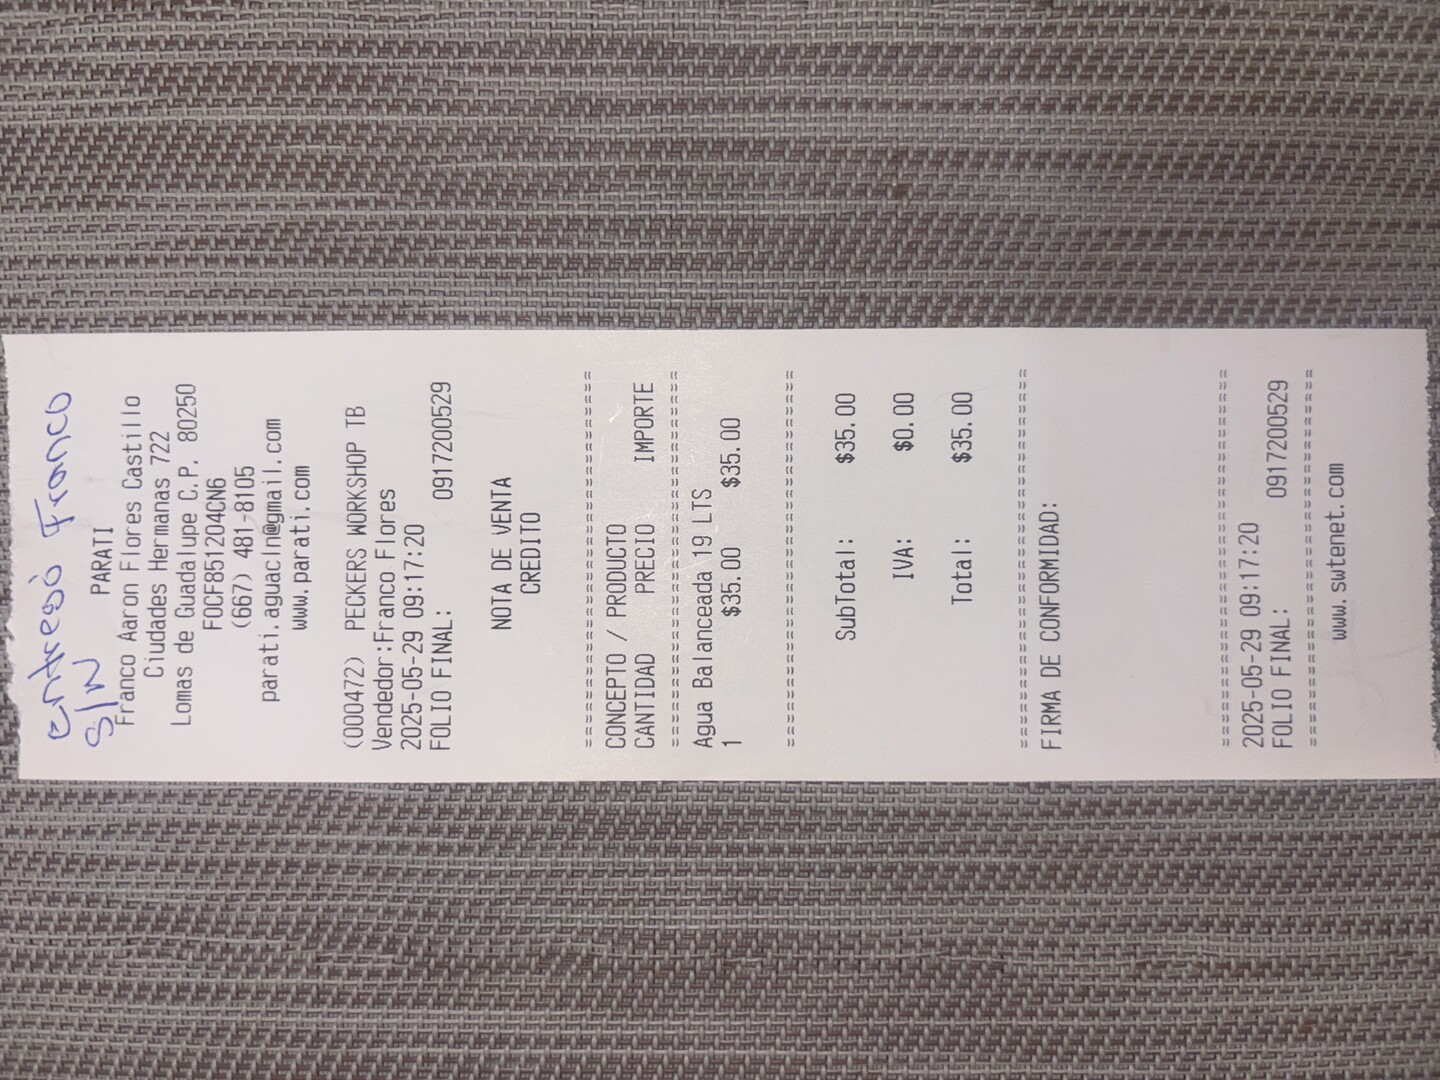 Entregó Franco
S/N
PARATI
Franco Aaron Flores Castillo
Ciudades Hermanas 722
Lomas de Guadalupe C.P. 80250
FOCF851204CN6
(667) 481-8105
parati.aguacln@gmail.com
www.parati.com
(000472) PECKERS WORKSHOP TB
Vendedor:Franco Flores
2025-05-29 09:17:20
FOLIO FINAL: 0917200529
NOTA DE VENTA
CREDITO
================================
CONCEPTO / PRODUCTO
CANTIDAD PRECIO IMPORTE
================================
Agua Balanceada 19 LTS
1 $35.00 $35.00
================================
SubTotal: $35.00
IVA: $0.00
Total: $35.00
================================
FIRMA DE CONFORMIDAD:
================================
2025-05-29 09:17:20
FOLIO FINAL: 0917200529
================================
www.swtenet.com